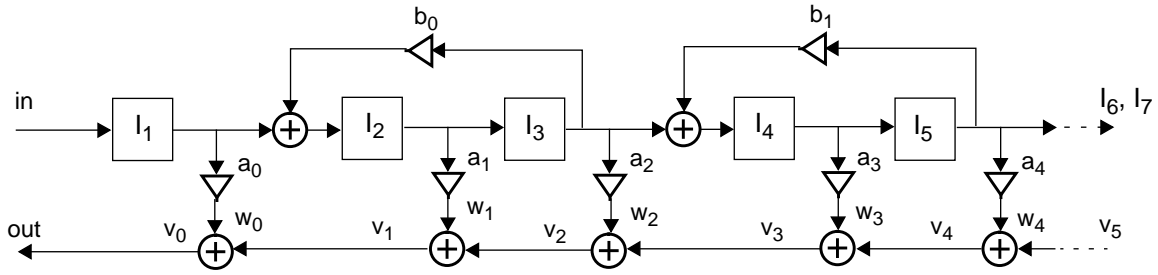 b₀ b₁
in I₁ I₂ I₃ I₄ I₅ I₆, I₇
a₀ a₁ a₂ a₃ a₄
w₀ w₁ w₂ w₃ w₄
out v₀ v₁ v₂ v₃ v₄ v₅